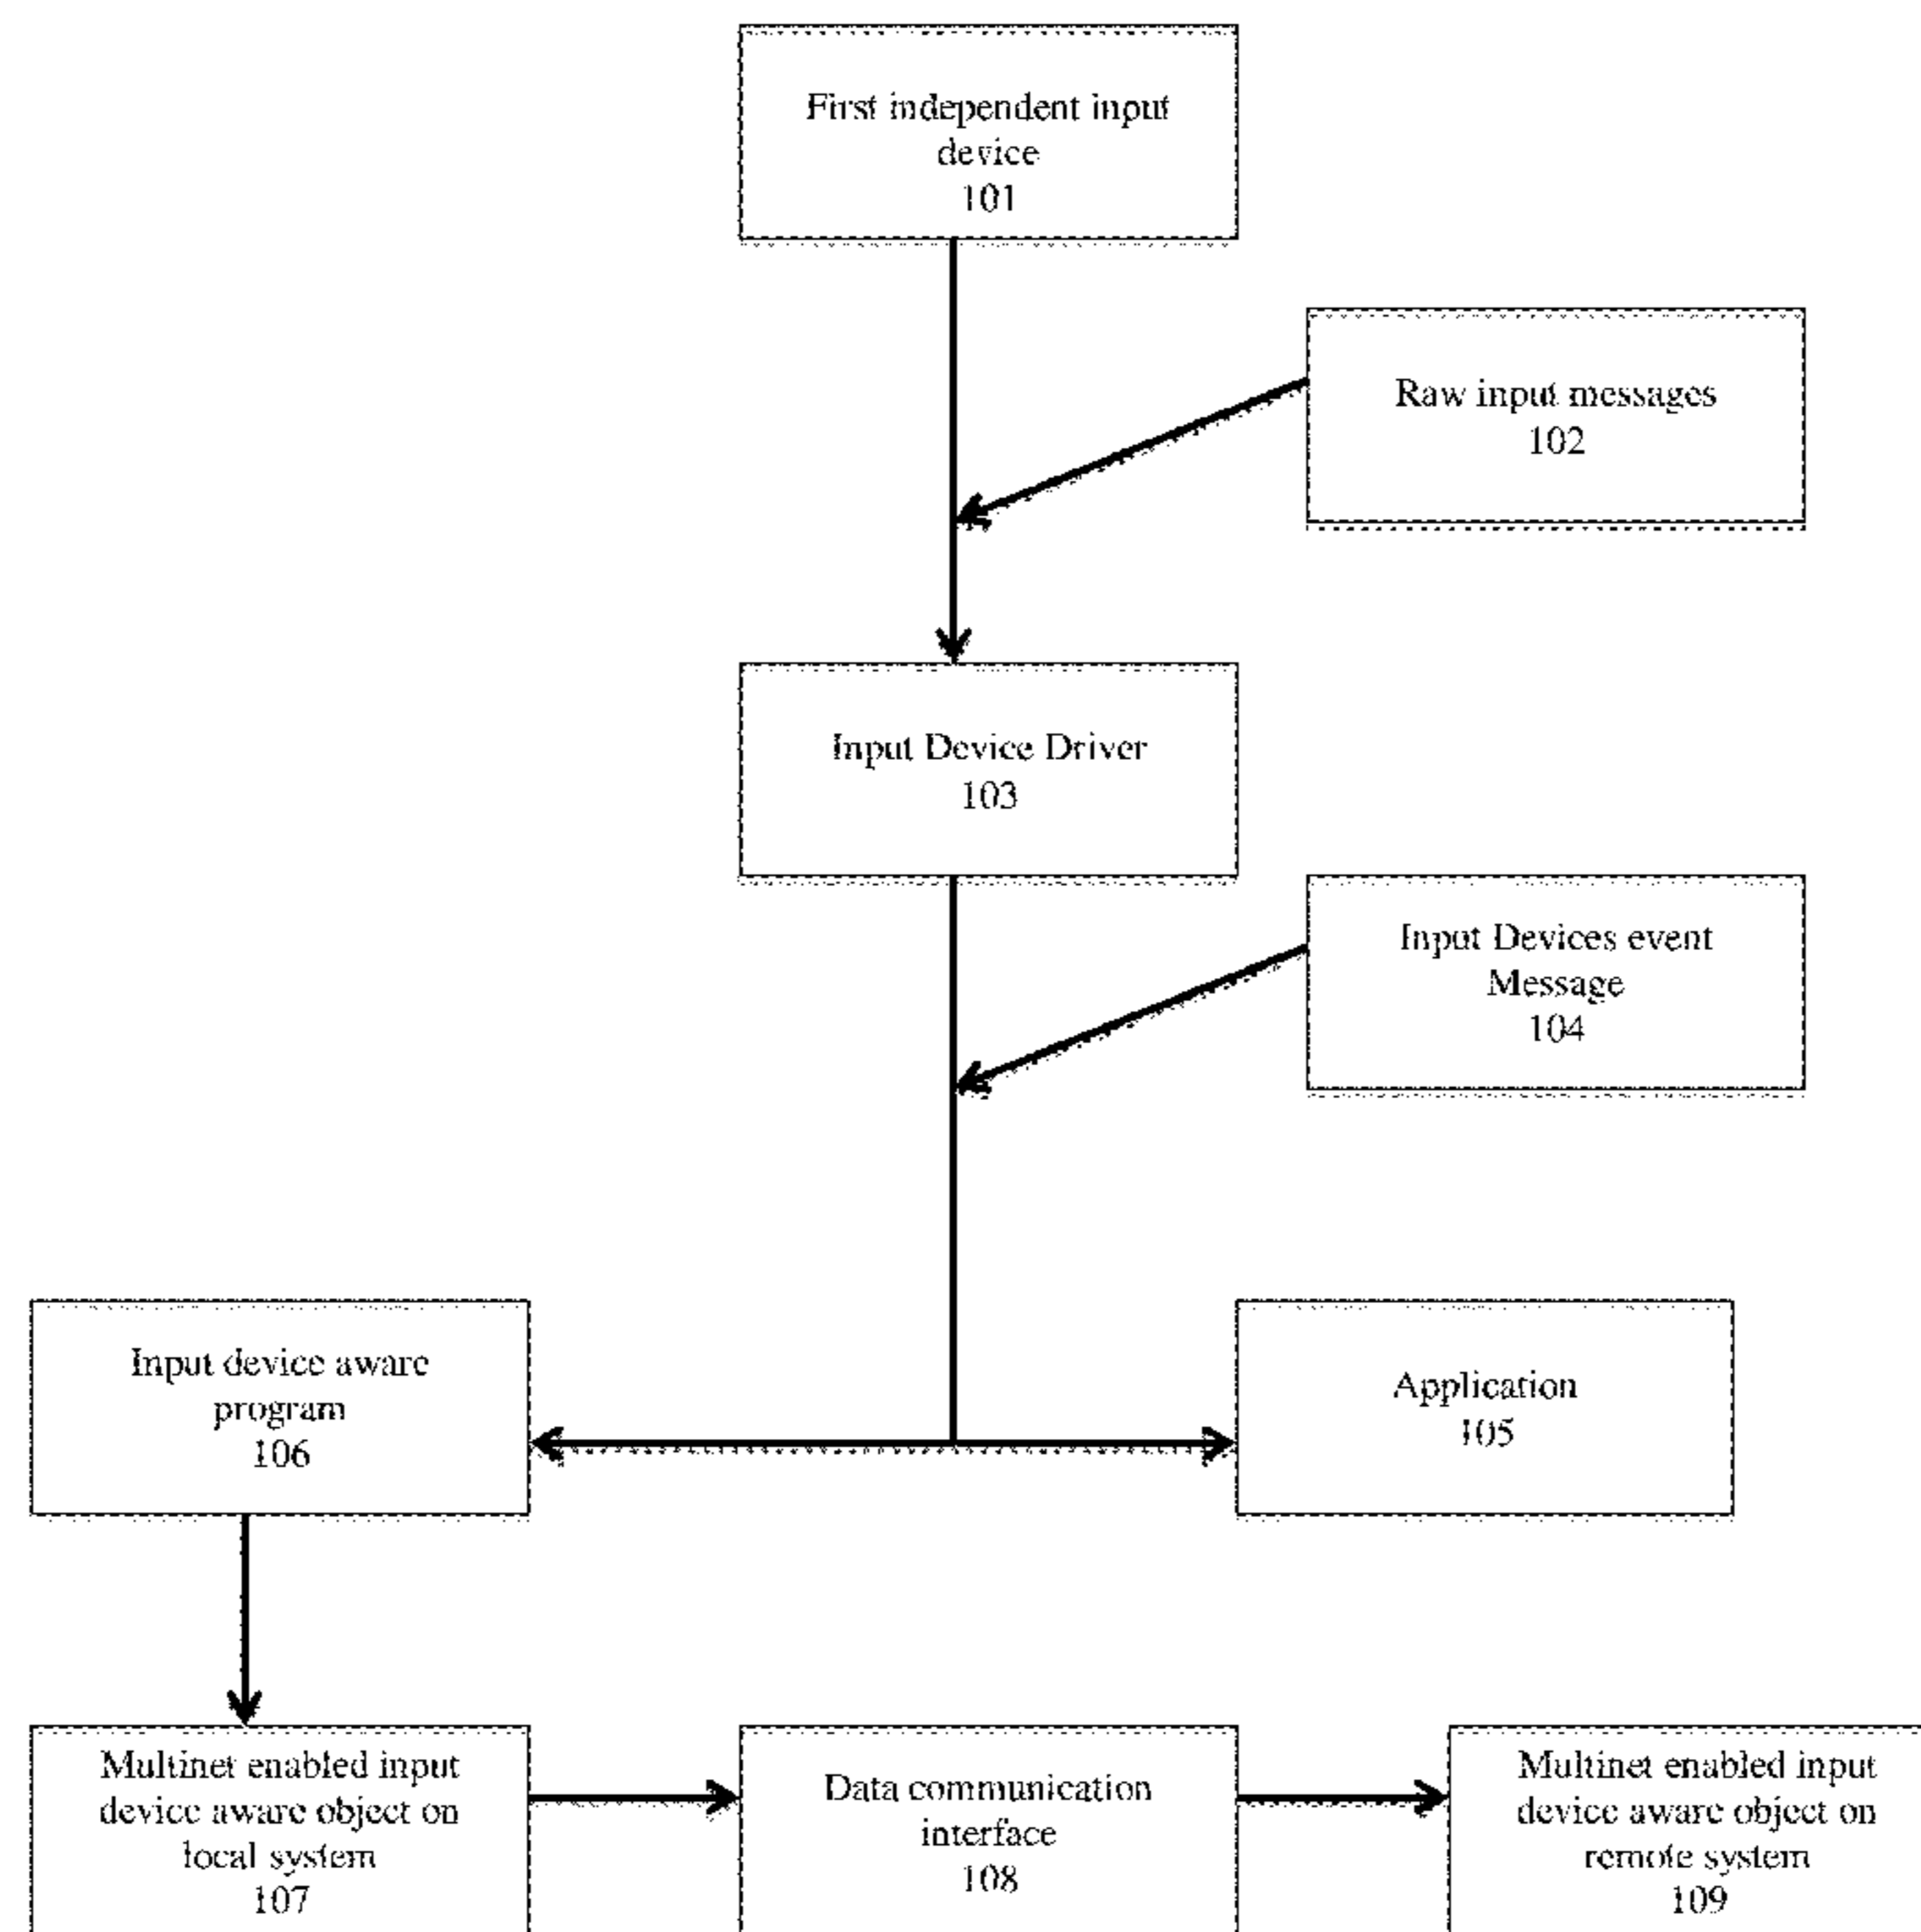 First independent input
device
101
Raw input messages
102
Input Device Driver
103
Input Devices event
Message
104
Input device aware
program
106
Application
105
Multinet enabled input
device aware object on
local system
107
Data communication
interface
108
Multinet enabled input
device aware object on
remote system
109